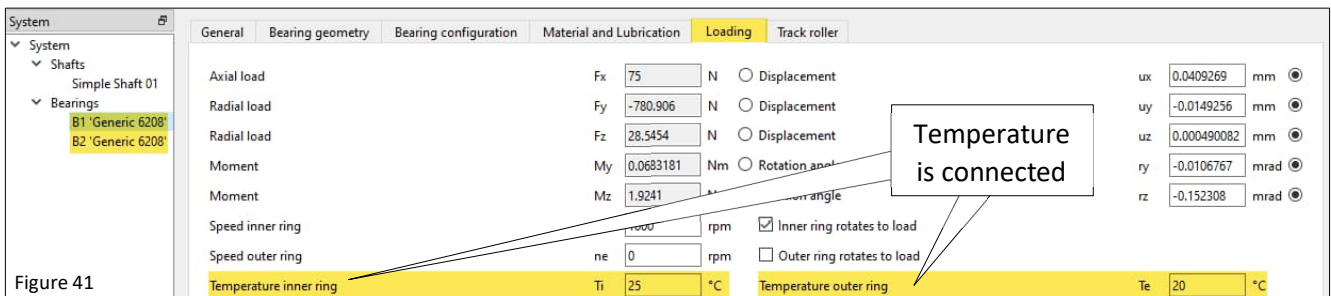 System
System
Shafts
Simple Shaft 01
Bearings
B1 'Generic 6208'
B2 'Generic 6208'
General Bearing geometry Bearing configuration Material and Lubrication Loading Track roller
Axial load Fx 75 N Displacement ux 0.0409269 mm
Radial load Fy -780.906 N Displacement uy -0.0149256 mm
Radial load Fz 28.5454 N Displacement uz 0.000490082 mm
Moment My 0.0683181 Nm Rotation angle ry -0.0106767 mrad
Moment Mz 1.9241 angle rz -0.152308 mrad
Speed inner ring rpm Inner ring rotates to load
Speed outer ring ne 0 rpm Outer ring rotates to load
Temperature inner ring Ti 25 °C Temperature outer ring Te 20 °C
Temperature
is connected
Figure 41